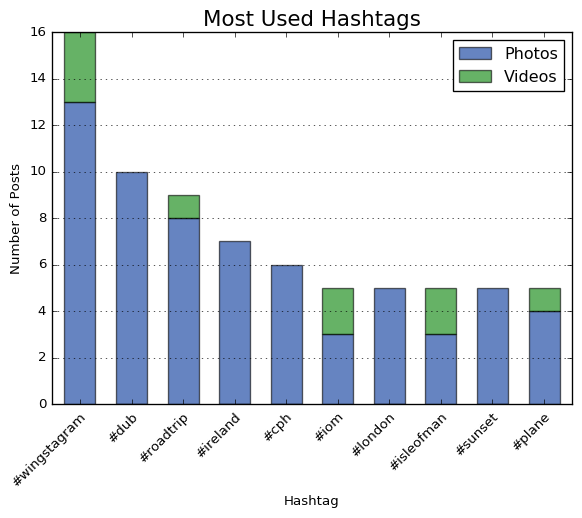 Most Used Hashtags
Photos
Videos
Number of Posts
16
14
12
10
8
6
4
2
0
#wingstagram
#dub
#roadtrip
#ireland
#cph
#iom
#london
#isleofman
#sunset
#plane
Hashtag